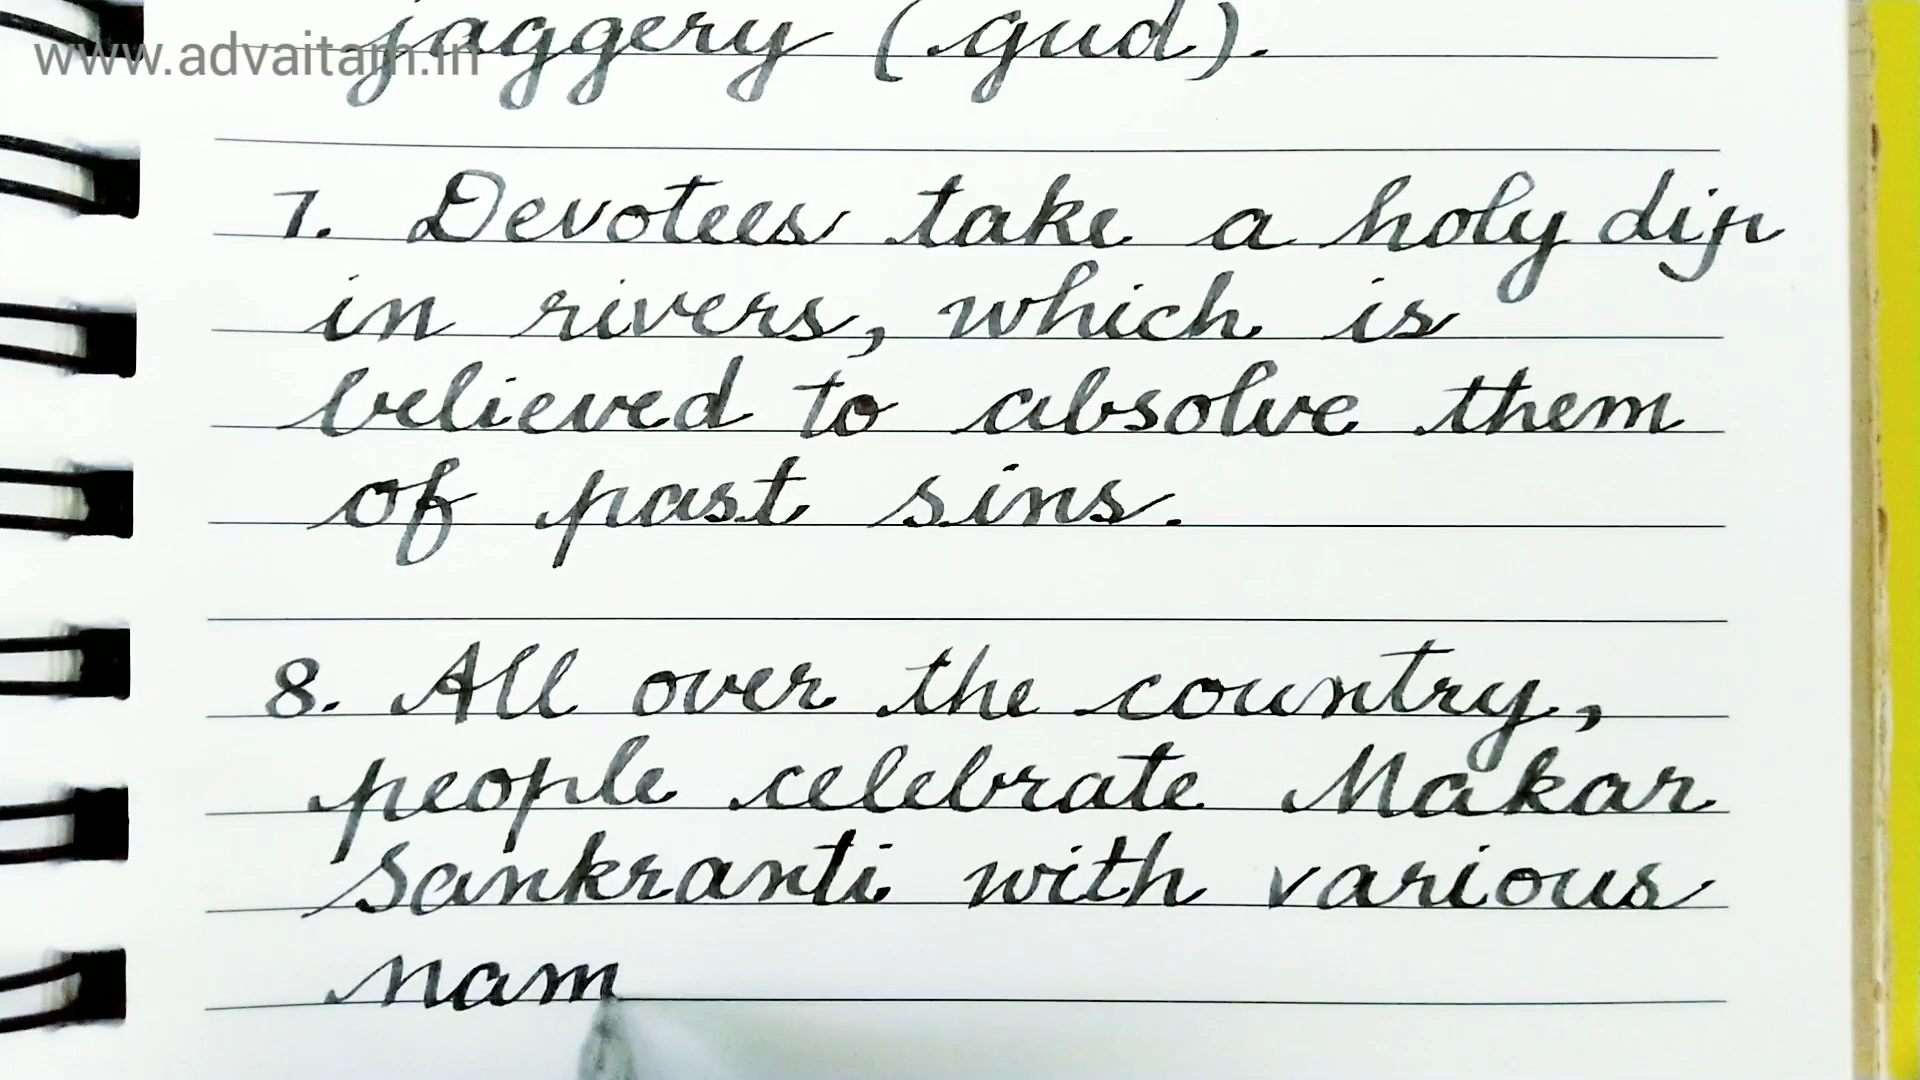 www.advaitam.in
jaggery (gud).
7. Devotees take a holy dip
in rivers, which is
believed to absolve them
of past sins.
8. All over the country,
people celebrate Makar
Sankranti with various
nam